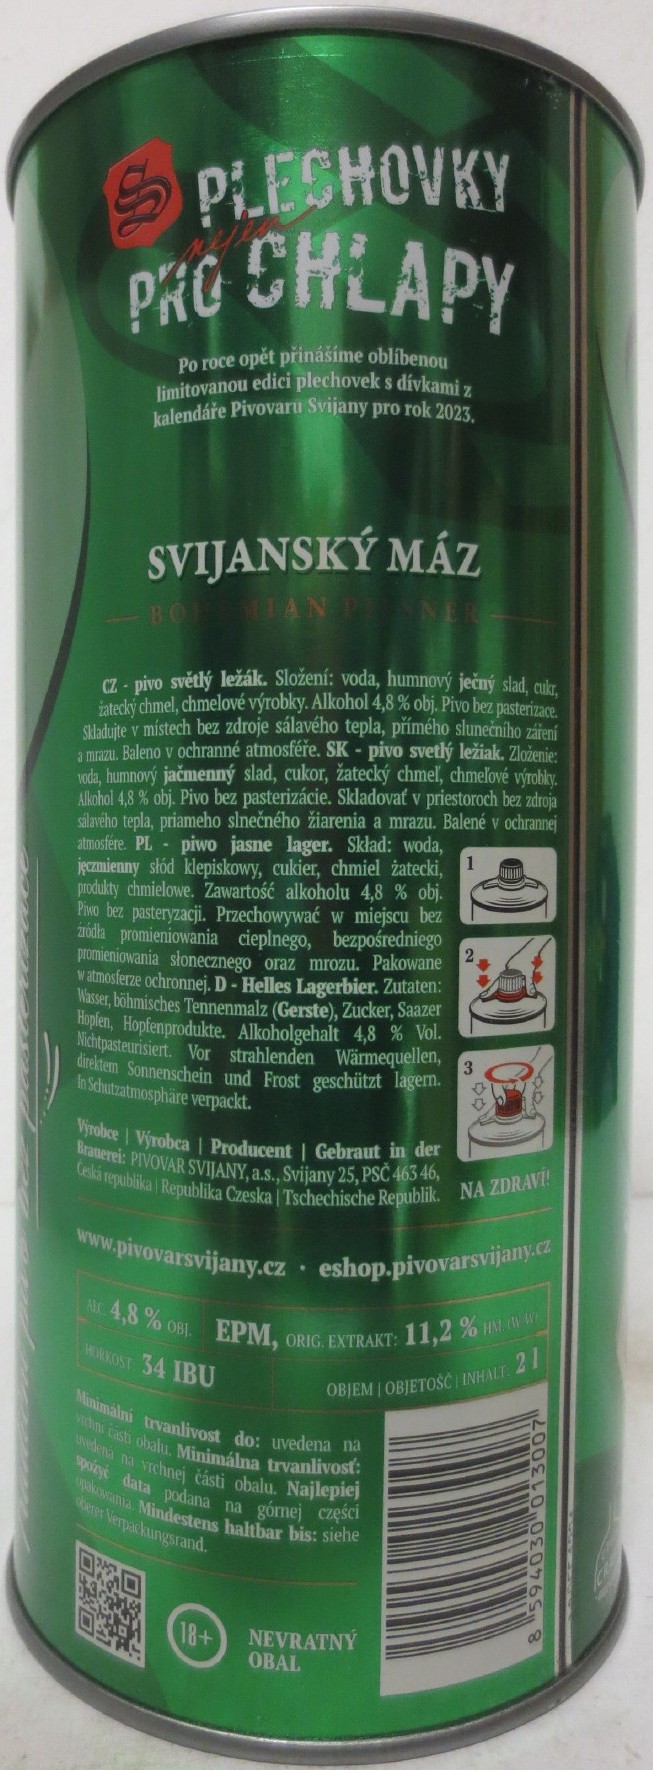 S
PLECHOVKY
nejen
PRO CHLAPY
Po roce opět přinášíme oblíbenou
limitovanou edici plechovek s dívkami z
kalendáře Pivovaru Svijany pro rok 2023.
SVIJANSKÝ MÁZ
BOHEMIAN PILSNER
CZ - pivo světlý ležák. Složení: voda, humnový ječný slad, cukr,
žatecký chmel, chmelové výrobky. Alkohol 4,8 % obj. Pivo bez pasterizace.
Skladujte v místech bez zdroje sálavého tepla, přímého slunečního záření
a mrazu. Baleno v ochranné atmosféře. SK - pivo svetlý ležiak. Zloženie:
voda, humnový jačmenný slad, cukor, žatecký chmeľ, chmeľové výrobky.
Alkohol 4,8 % obj. Pivo bez pasterizácie. Skladovať v priestoroch bez zdroja
sálavého tepla, priameho slnečného žiarenia a mrazu. Balené v ochrannej
atmosfére. PL - piwo jasne lager. Skład: woda,
jęczmienny słód klepiskowy, cukier, chmiel żatecki,
produkty chmielowe. Zawartość alkoholu 4,8 % obj.
Piwo bez pasteryzacji. Przechowywać w miejscu bez
źródła promieniowania cieplnego, bezpośredniego
promieniowania słonecznego oraz mrozu. Pakowane
w atmosferze ochronnej. D - Helles Lagerbier. Zutaten:
Wasser, böhmisches Tennenmalz (Gerste), Zucker, Saazer
Hopfen, Hopfenprodukte. Alkoholgehalt 4,8 % Vol.
Nichtpasteurisiert. Vor strahlenden Wärmequellen,
direktem Sonnenschein und Frost geschützt lagern.
In Schutzatmosphäre verpackt.
1
2
3
NA ZDRAVÍ!
Výrobce | Výrobca | Producent | Gebraut in der
Brauerei: PIVOVAR SVIJANY, a.s., Svijany 25, PSČ 463 46,
Česká republika | Republika Czeska | Tschechische Republik.
www.pivovarsvijany.cz · eshop.pivovarsvijany.cz
ALC. 4,8 % OBJ.
EPM, ORIG. EXTRAKT: 11,2 % HM. (W/W)
HOŘKOST 34 IBU
OBJEM | OBJETOŚĆ | INHALT: 2 l
Minimální trvanlivost do: uvedena na
vrchní části obalu. Minimálna trvanlivosť:
uvedená na vrchnej části obalu. Najlepiej
spożyć data podana na górnej części
opakowania. Mindestens haltbar bis: siehe
oberer Verpackungsrand.
18+
NEVRATNÝ
OBAL
8 594030 013007